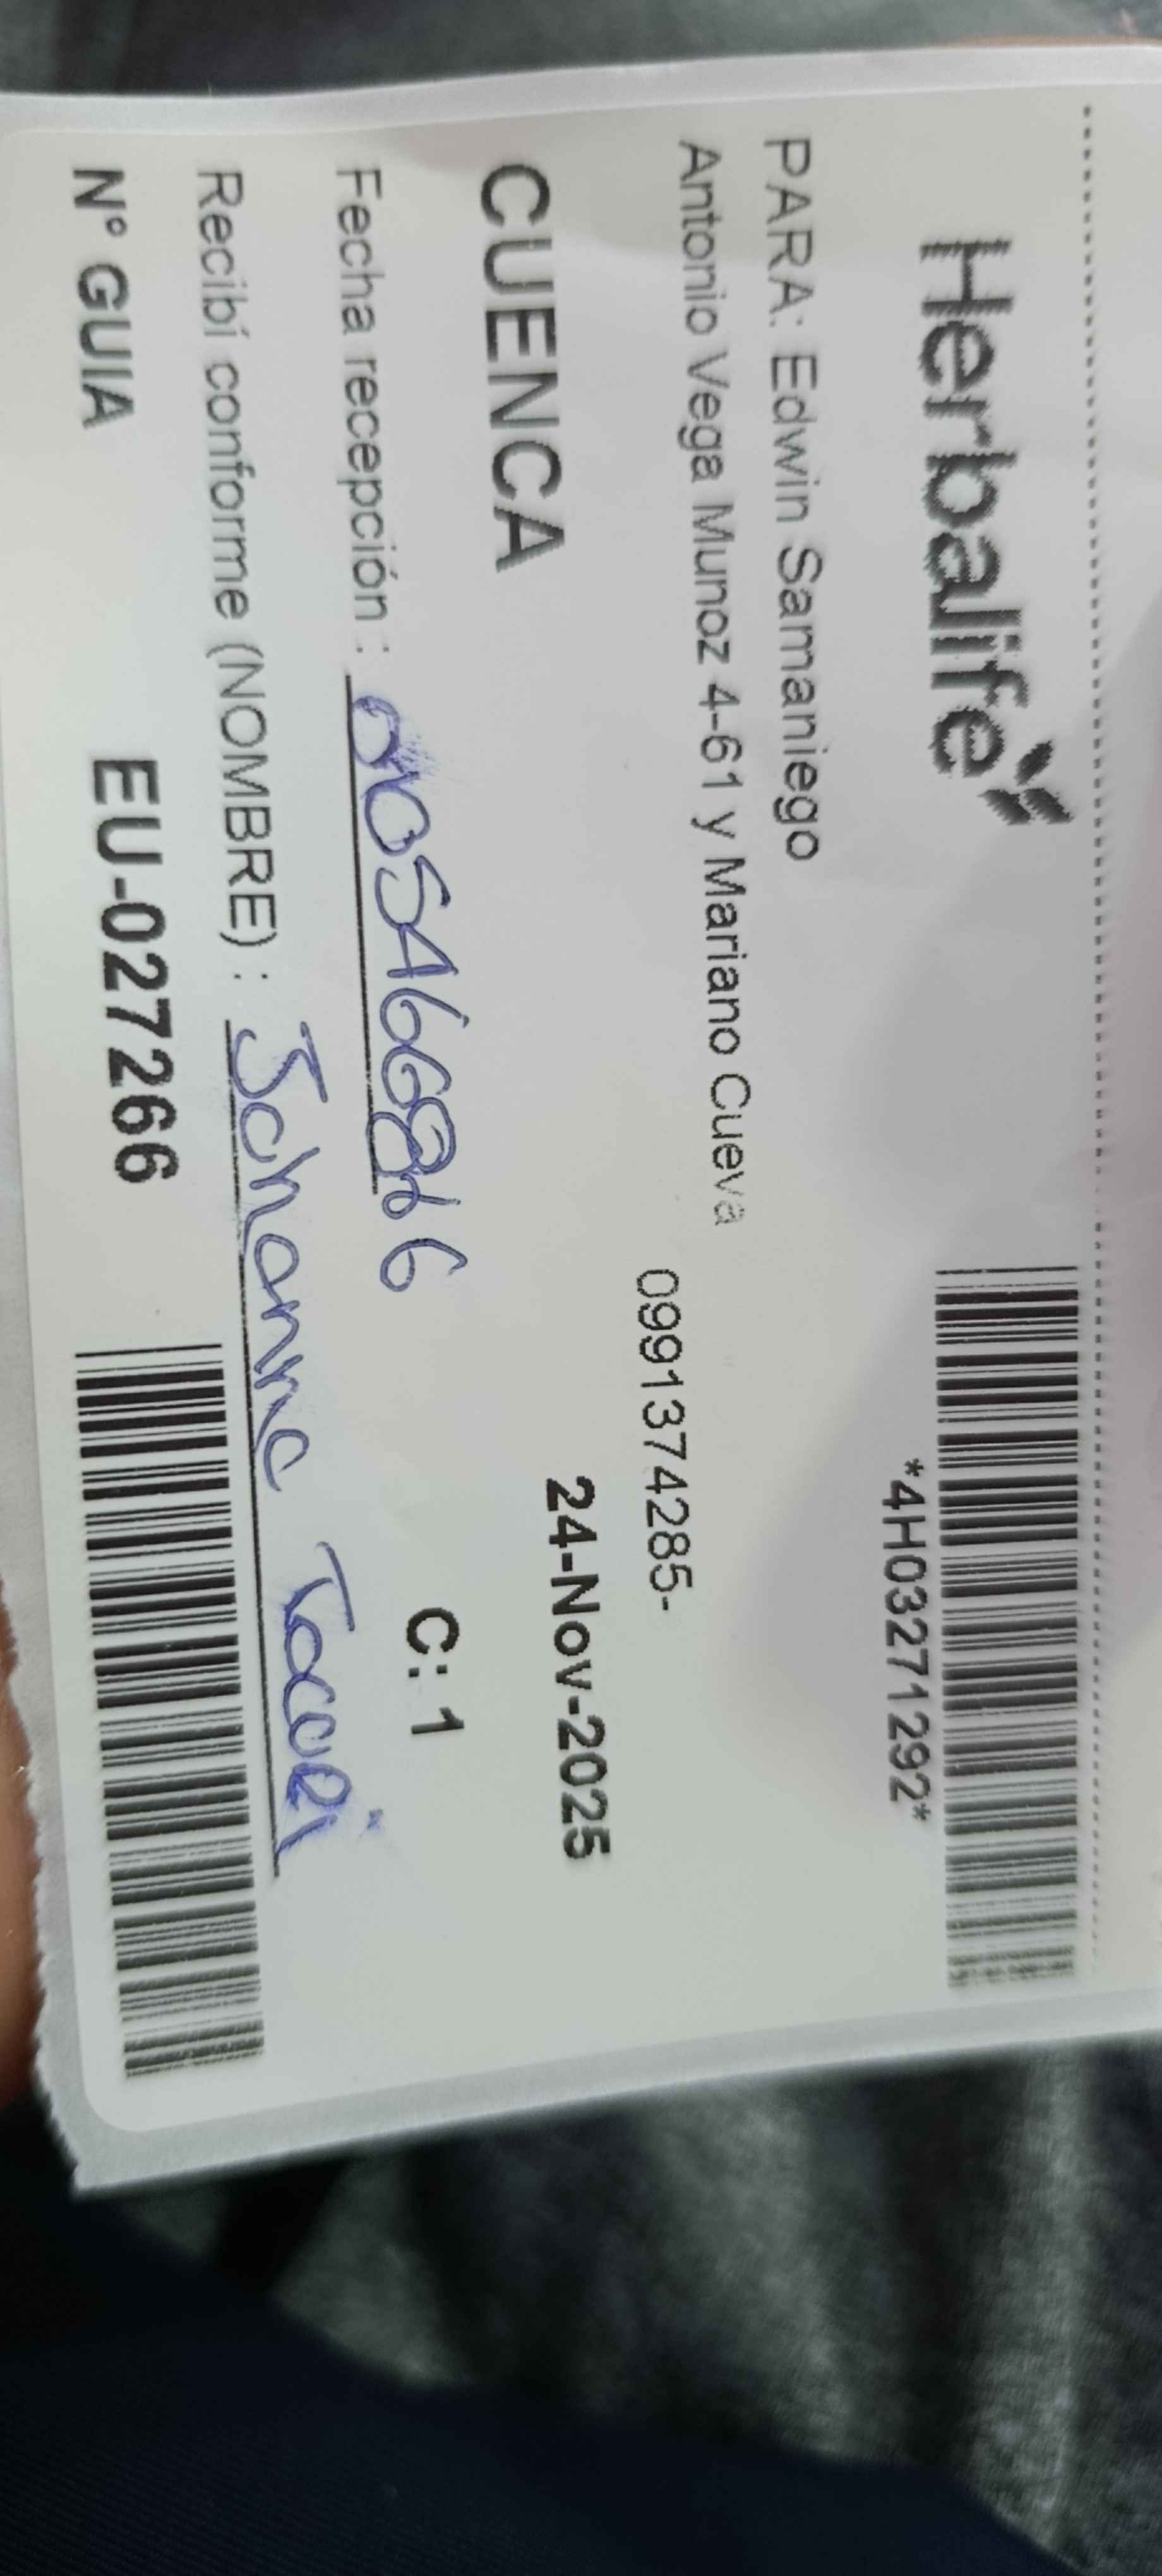 Herbalife
*4H03271292*
PARA: Edwin Samaniego
Antonio Vega Munoz 4-61 y Mariano Cueva
0991374285-
24-Nov-2025
CUENCA
C: 1
Fecha recepción :
Recibí conforme (NOMBRE) :
N° GUIA EU-027266